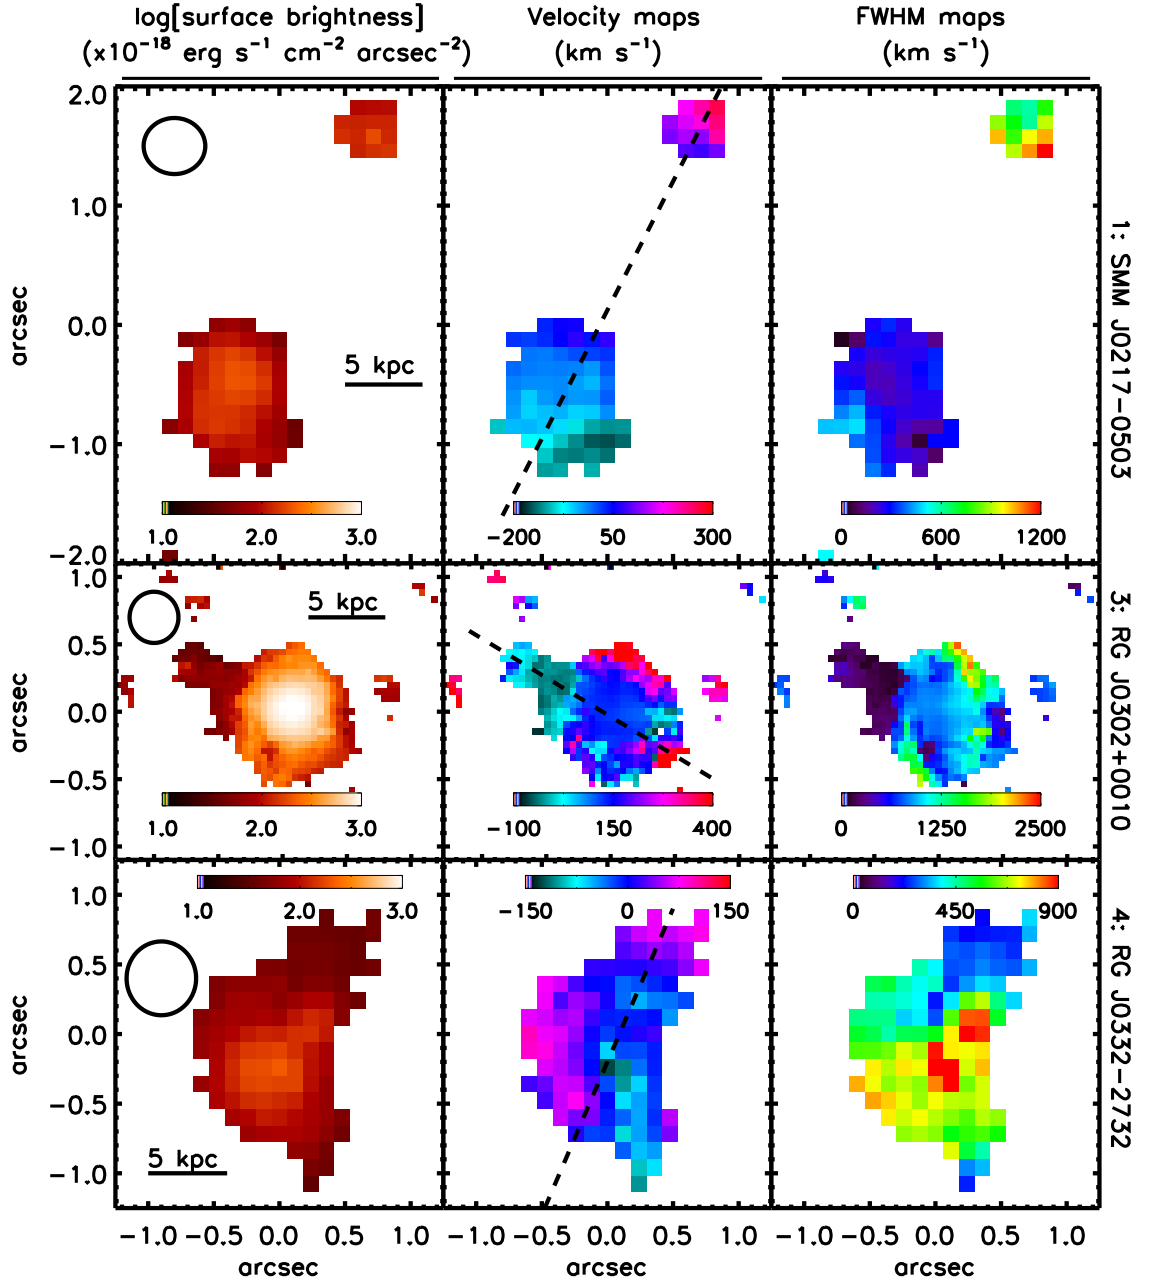 log[surface brightness] Velocity maps FWHM maps
(x10⁻¹⁸ erg s⁻¹ cm⁻² arcsec⁻²) (km s⁻¹) (km s⁻¹)
2.0
1.0
0.0
−1.0
−2.0
arcsec
5 kpc
1.0 2.0 3.0
−200 50 300
0 600 1200
1: SMM J0217−0503
1.0
0.5
0.0
−0.5
−1.0
arcsec
5 kpc
1.0 2.0 3.0
−100 150 400
0 1250 2500
3: RG J0302+0010
1.0
0.5
0.0
−0.5
−1.0
arcsec
1.0 2.0 3.0
−150 0 150
0 450 900
5 kpc
4: RG J0332−2732
−1.0 −0.5 0.0 0.5 1.0 −1.0 −0.5 0.0 0.5 1.0 −1.0 −0.5 0.0 0.5 1.0
arcsec arcsec arcsec